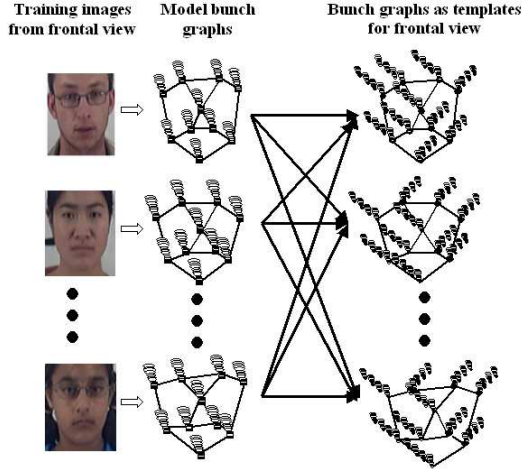 Training images
from frontal view
Model bunch
graphs
Bunch graphs as templates
for frontal view